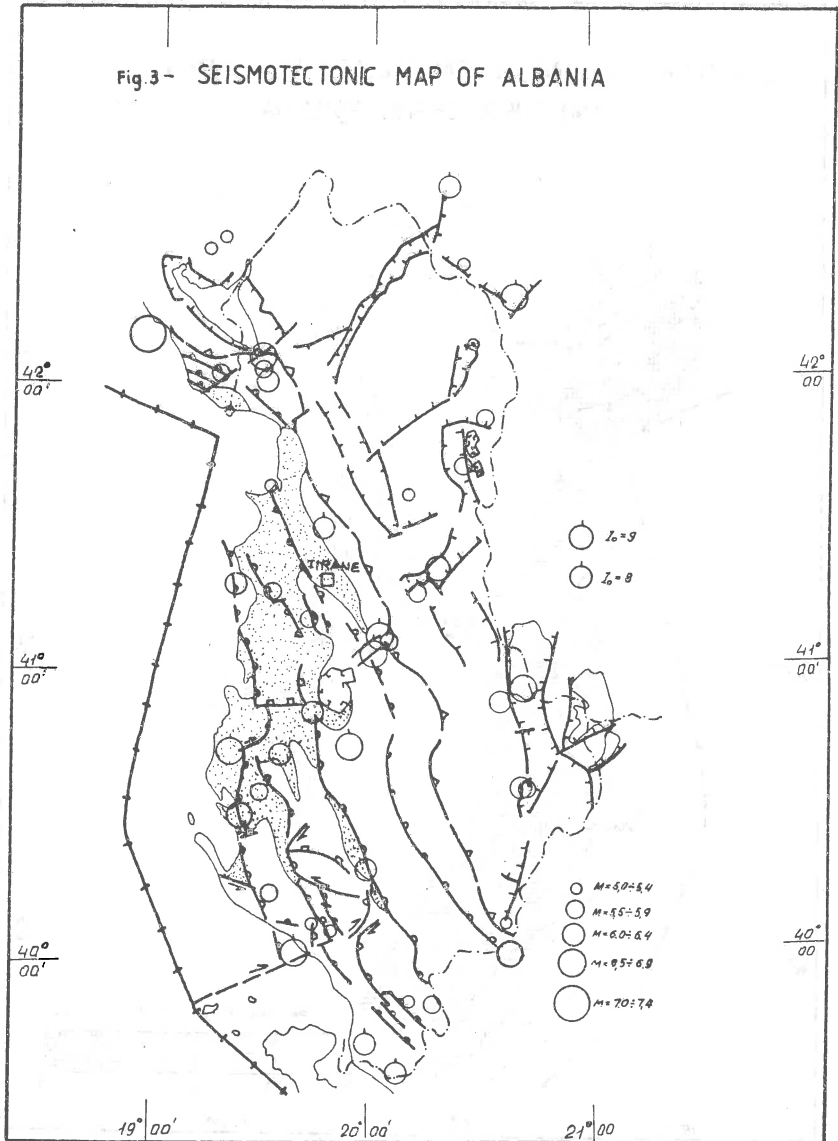 Fig.3- SEISMOTECTONIC MAP OF ALBANIA
42°
00'
42°
00
I₀=9
TIRANE
I₀=8
41°
00'
41°
00'
M=5,0÷5,4
M=5,5÷5,9
M=6,0÷6,4
M=6,5÷6,9
M=7,0÷7,4
40°
00'
40°
00
19°00'
20°00'
21°00